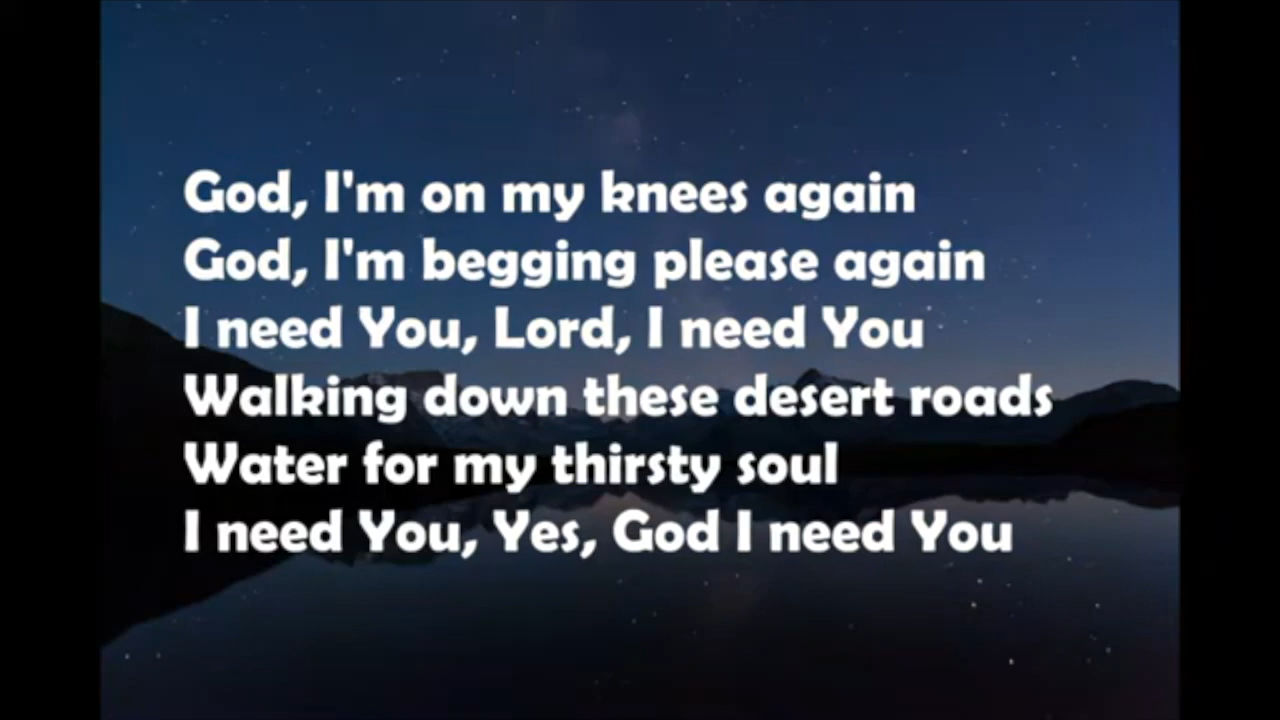 God, I'm on my knees again
God, I'm begging please again
I need You, Lord, I need You
Walking down these desert roads
Water for my thirsty soul
I need You, Yes, God I need You